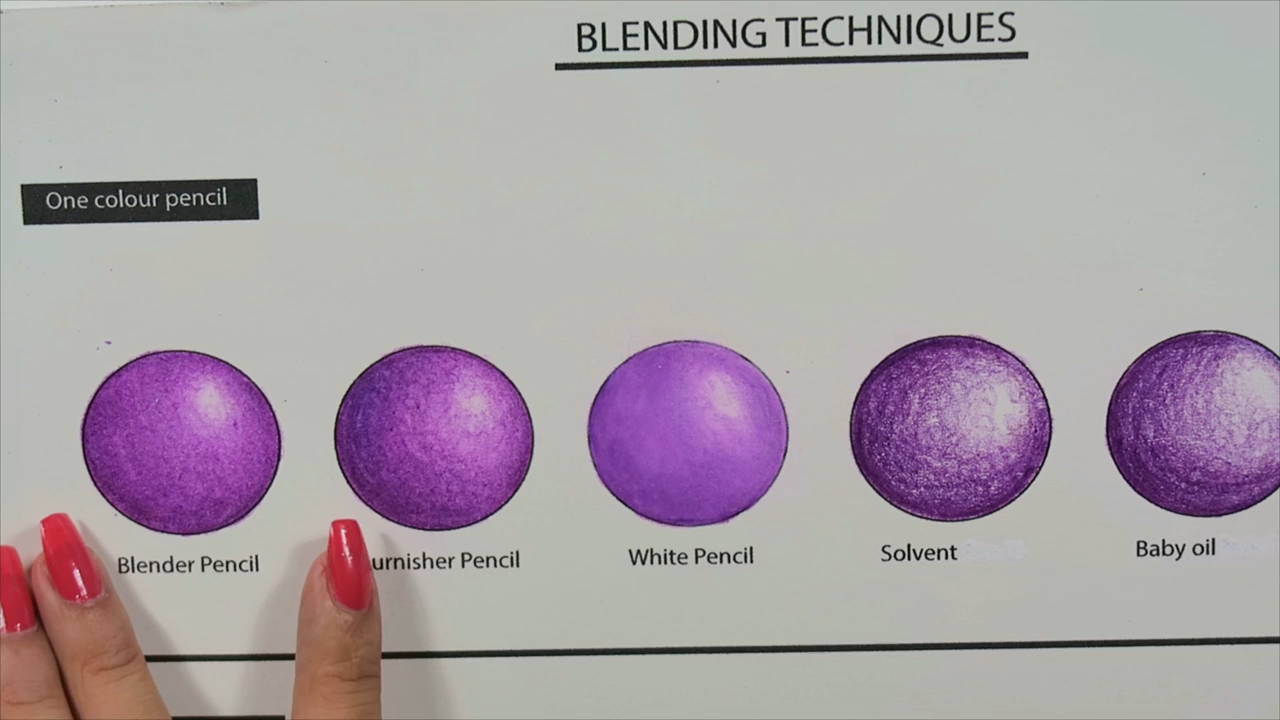 BLENDING TECHNIQUES
One colour pencil
Blender Pencil
urnisher Pencil
White Pencil
Solvent
Baby oil